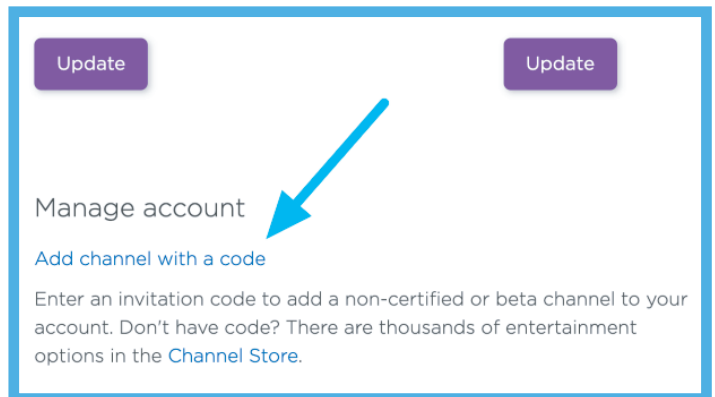 Update Update
Manage account
Add channel with a code
Enter an invitation code to add a non-certified or beta channel to your
account. Don't have code? There are thousands of entertainment
options in the Channel Store.